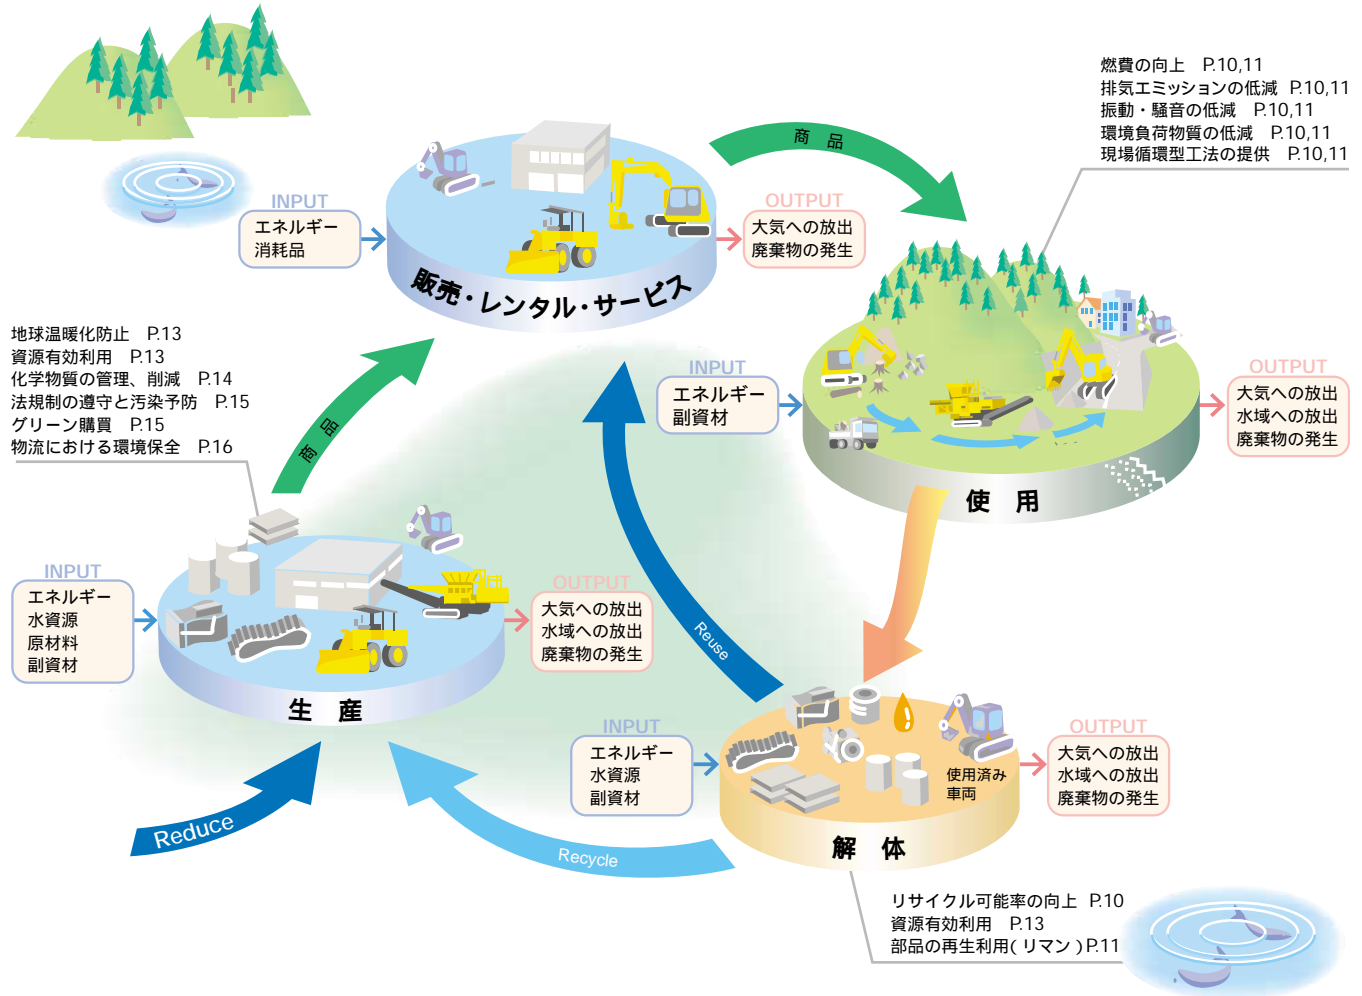 燃費の向上 P.10,11
排気エミッションの低減 P.10,11
振動・騒音の低減 P.10,11
環境負荷物質の低減 P.10,11
現場循環型工法の提供 P.10,11
商 品
INPUT
エネルギー
消耗品
OUTPUT
大気への放出
廃棄物の発生
販売・レンタル・サービス
地球温暖化防止 P.13
資源有効利用 P.13
化学物質の管理、削減 P.14
法規制の遵守と汚染予防 P.15
グリーン購買 P.15
物流における環境保全 P.16
商 品
INPUT
エネルギー
副資材
OUTPUT
大気への放出
水域への放出
廃棄物の発生
使 用
INPUT
エネルギー
水資源
原材料
副資材
OUTPUT
大気への放出
水域への放出
廃棄物の発生
生 産
Reuse
INPUT
エネルギー
水資源
副資材
使用済み
車両
OUTPUT
大気への放出
水域への放出
廃棄物の発生
解 体
Reduce
Recycle
リサイクル可能率の向上 P.10
資源有効利用 P.13
部品の再生利用(リマン)P.11